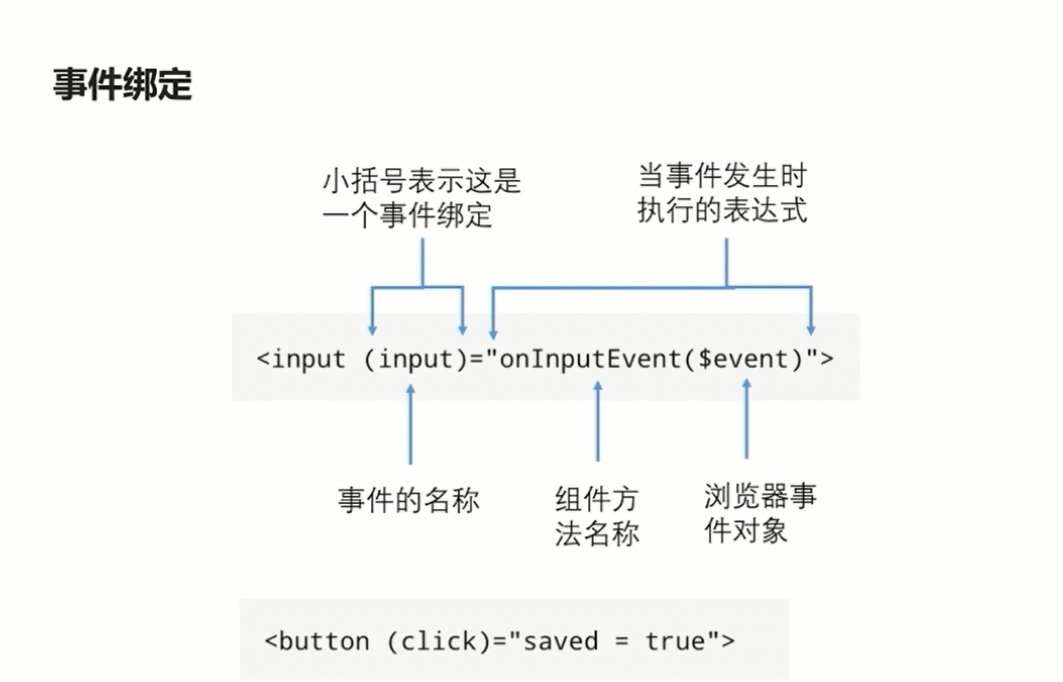 事件绑定
小括号表示这是
一个事件绑定
当事件发生时
执行的表达式
<input (input)="onInputEvent($event)">
事件的名称
组件方
法名称
浏览器事
件对象
<button (click)="saved = true">